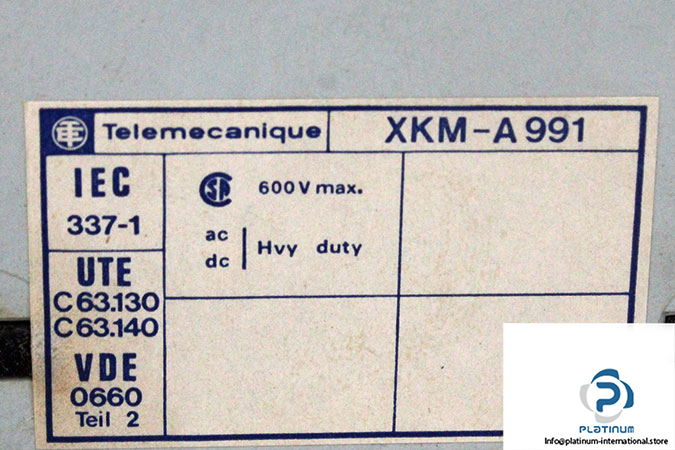 Telemecanique
XKM-A 991
IEC
337-1
UTE
C 63.130
C 63.140
VDE
0660
Teil 2
600 V max.
ac
dc
Hvy duty
PLATINUM
info@platinum-international.store